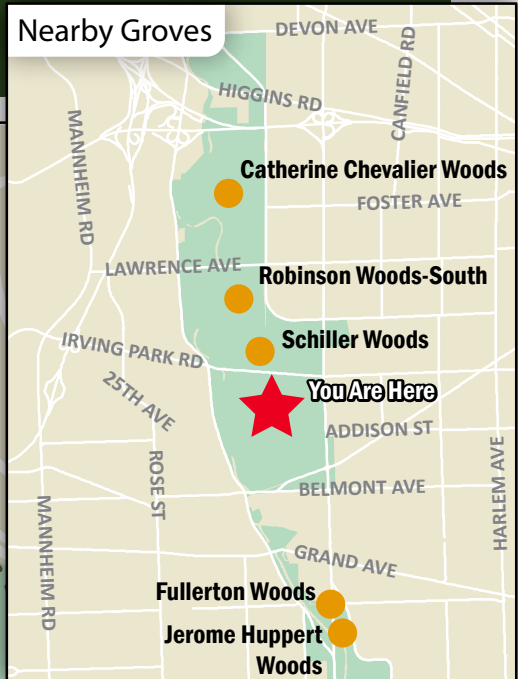 Nearby Groves
DEVON AVE
CANFIELD RD
HIGGINS RD
MANNHEIM RD
Catherine Chevalier Woods
FOSTER AVE
LAWRENCE AVE
Robinson Woods-South
Schiller Woods
IRVING PARK RD
You Are Here
25TH AVE
ADDISON ST
HARLEM AVE
ROSE ST
BELMONT AVE
MANNHEIM RD
GRAND AVE
Fullerton Woods
Jerome Huppert
Woods